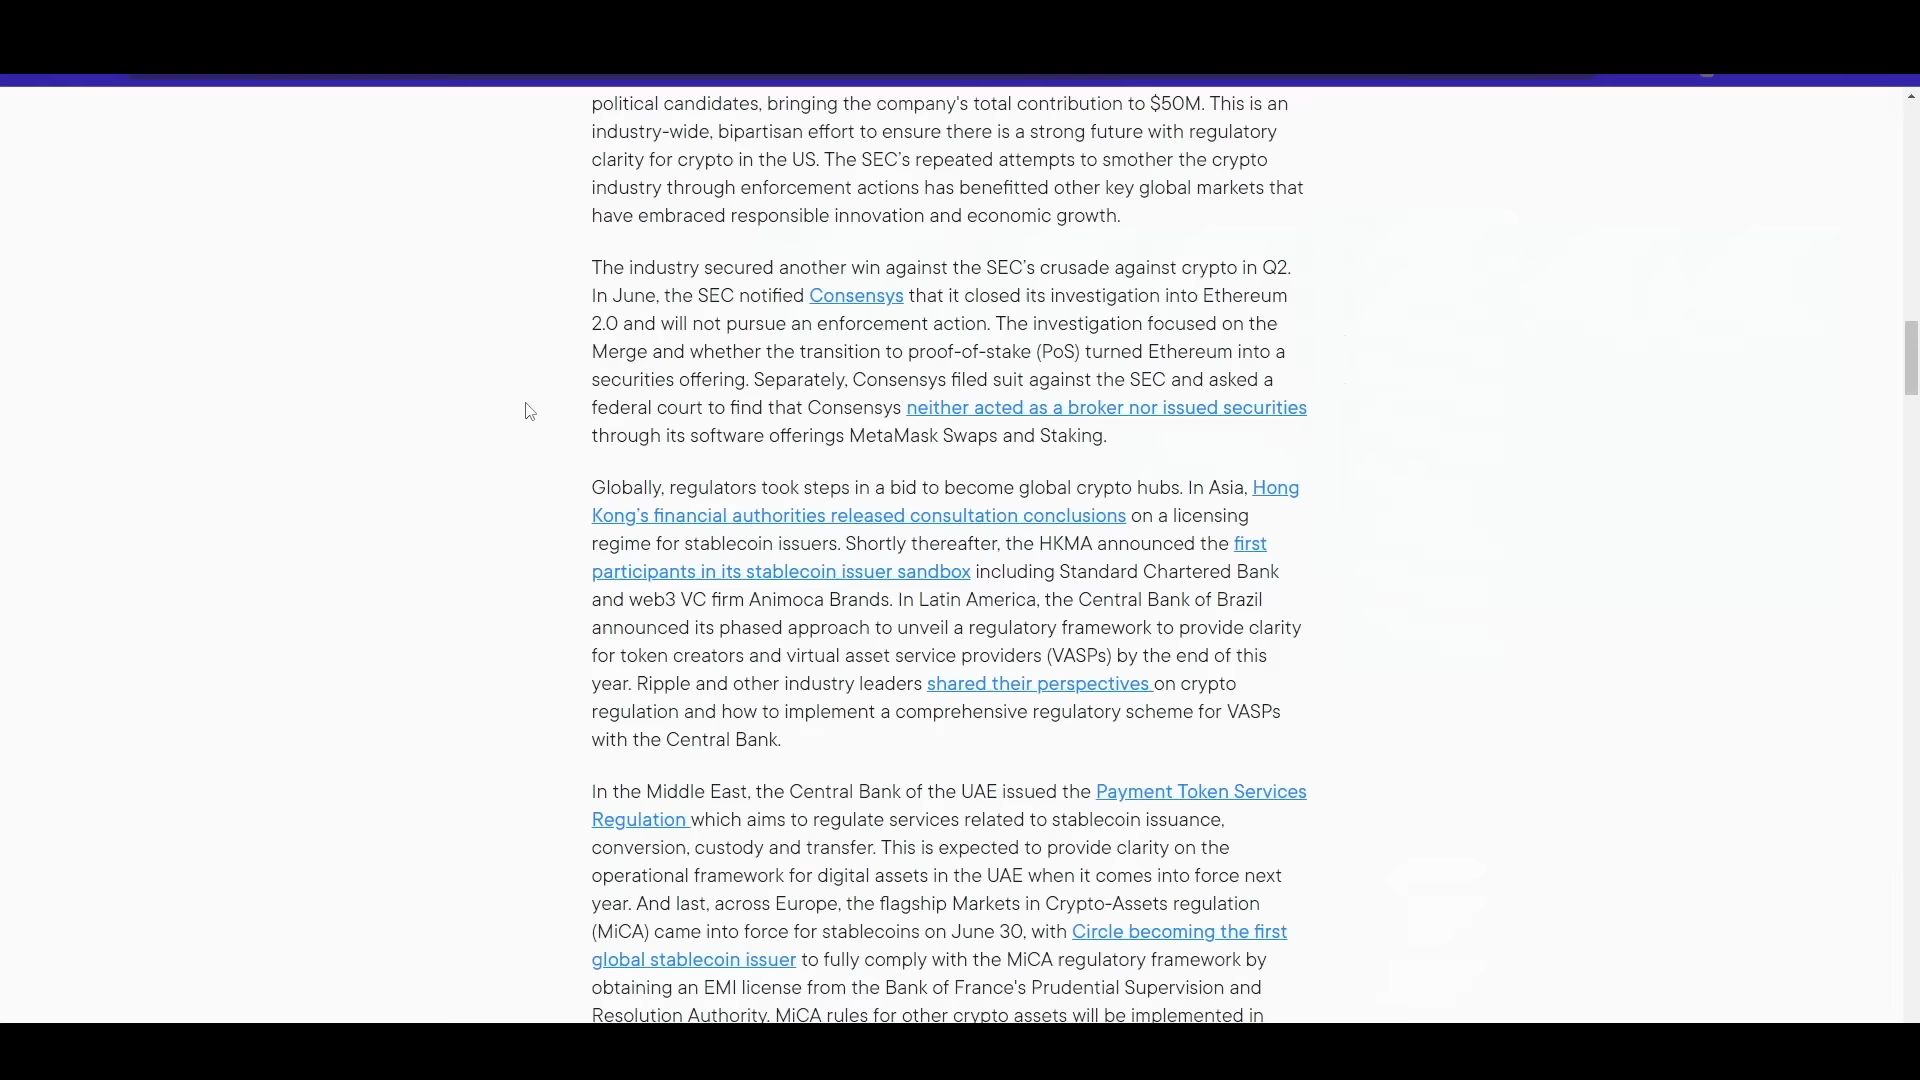 political candidates, bringing the company's total contribution to $50M. This is an
industry-wide, bipartisan effort to ensure there is a strong future with regulatory
clarity for crypto in the US. The SEC’s repeated attempts to smother the crypto
industry through enforcement actions has benefitted other key global markets that
have embraced responsible innovation and economic growth.
The industry secured another win against the SEC’s crusade against crypto in Q2.
In June, the SEC notified Consensys that it closed its investigation into Ethereum
2.0 and will not pursue an enforcement action. The investigation focused on the
Merge and whether the transition to proof-of-stake (PoS) turned Ethereum into a
securities offering. Separately, Consensys filed suit against the SEC and asked a
federal court to find that Consensys neither acted as a broker nor issued securities
through its software offerings MetaMask Swaps and Staking.
Globally, regulators took steps in a bid to become global crypto hubs. In Asia, Hong
Kong’s financial authorities released consultation conclusions on a licensing
regime for stablecoin issuers. Shortly thereafter, the HKMA announced the first
participants in its stablecoin issuer sandbox including Standard Chartered Bank
and web3 VC firm Animoca Brands. In Latin America, the Central Bank of Brazil
announced its phased approach to unveil a regulatory framework to provide clarity
for token creators and virtual asset service providers (VASPs) by the end of this
year. Ripple and other industry leaders shared their perspectives on crypto
regulation and how to implement a comprehensive regulatory scheme for VASPs
with the Central Bank.
In the Middle East, the Central Bank of the UAE issued the Payment Token Services
Regulation which aims to regulate services related to stablecoin issuance,
conversion, custody and transfer. This is expected to provide clarity on the
operational framework for digital assets in the UAE when it comes into force next
year. And last, across Europe, the flagship Markets in Crypto-Assets regulation
(MiCA) came into force for stablecoins on June 30, with Circle becoming the first
global stablecoin issuer to fully comply with the MiCA regulatory framework by
obtaining an EMI license from the Bank of France's Prudential Supervision and
Resolution Authority. MiCA rules for other crypto assets will be implemented in